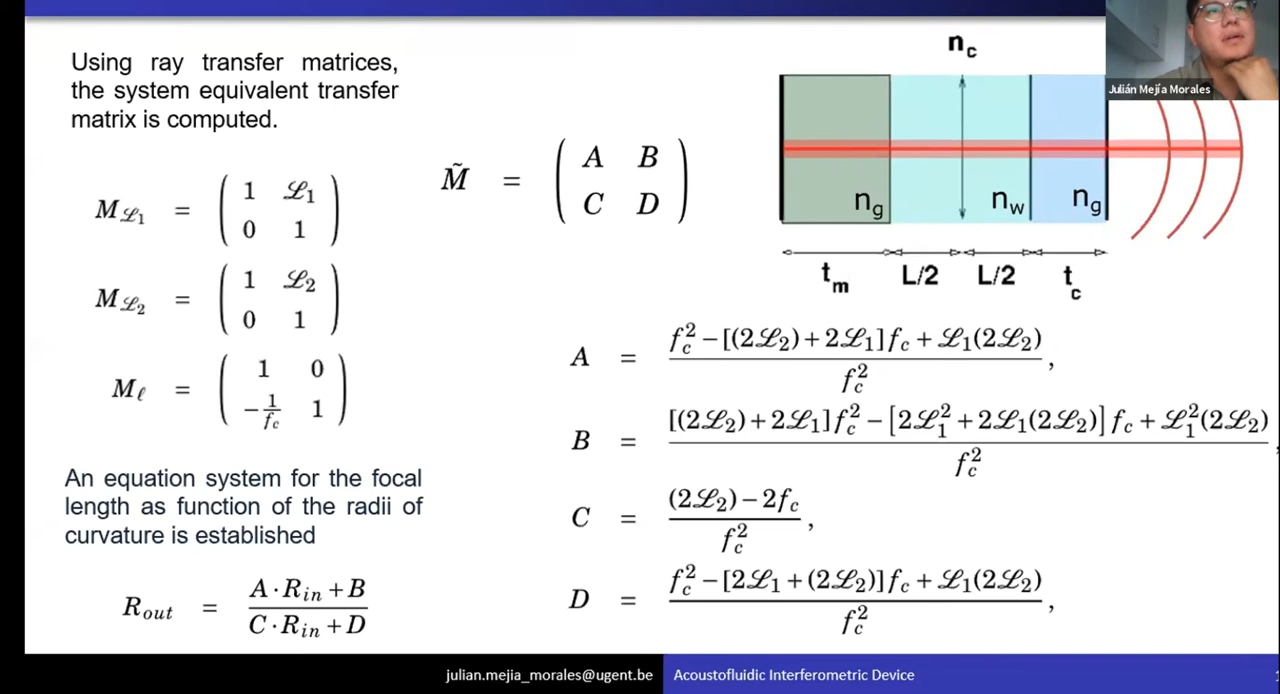 Using ray transfer matrices,
the system equivalent transfer
matrix is computed.
M_ℒ₁ = ( 1 ℒ₁
0 1 )
M_ℒ₂ = ( 1 ℒ₂
0 1 )
M_ℓ = ( 1 0
-1/f_c 1 )
An equation system for the focal
length as function of the radii of
curvature is established
R_out = (A·R_in + B) / (C·R_in + D)
M̃ = ( A B
C D )
n_c
n_g n_w n_g
t_m L/2 L/2 t_c
Julián Mejía Morales
A = (f_c² − [(2ℒ₂) + 2ℒ₁] f_c + ℒ₁(2ℒ₂)) / f_c² ,
B = ([(2ℒ₂) + 2ℒ₁] f_c² − [2ℒ₁² + 2ℒ₁(2ℒ₂)] f_c + ℒ₁²(2ℒ₂)) / f_c² ,
C = ((2ℒ₂) − 2f_c) / f_c² ,
D = (f_c² − [2ℒ₁ + (2ℒ₂)] f_c + ℒ₁(2ℒ₂)) / f_c² ,
julian.mejia_morales@ugent.be Acoustofluidic Interferometric Device